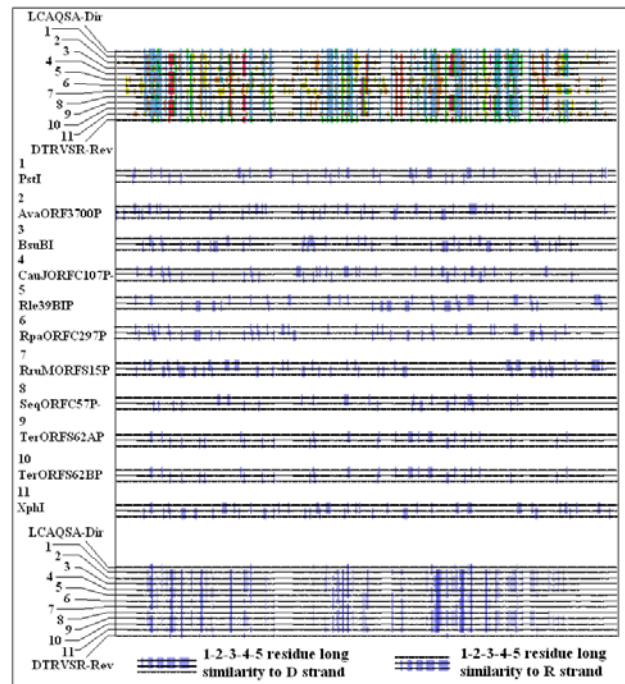 LCAQSA-Dir
1
2
3
4
5
6
7
8
9
10
11
DTRVSR-Rev
1
PstI
2
AvaORF3700P
3
BsuBI
4
CauJORFC107P-
5
Rle39BIP
6
RpaORFC297P
7
RruMORFS15P
8
SeqORFC57P-
9
TerORFS62AP
10
TerORFS62BP
11
XphI
LCAQSA-Dir
1
2
3
4
5
6
7
8
9
10
11
DTRVSR-Rev
1-2-3-4-5 residue long
similarity to D strand
1-2-3-4-5 residue long
similarity to R strand